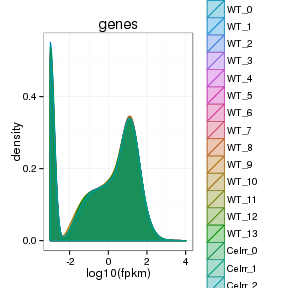 genes
density
0.4
0.2
0.0
-2
0
2
4
log10(fpkm)
WT_0
WT_1
WT_2
WT_3
WT_4
WT_5
WT_6
WT_7
WT_8
WT_9
WT_10
WT_11
WT_12
WT_13
Celrr_0
Celrr_1
Celrr_2